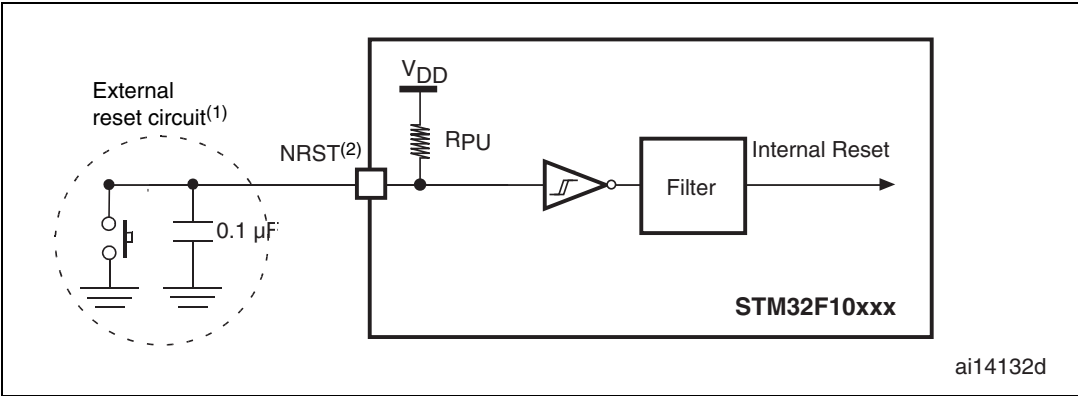 External
reset circuit(1)
NRST(2)
VDD
RPU
0.1 µF
Filter
Internal Reset
STM32F10xxx
ai14132d